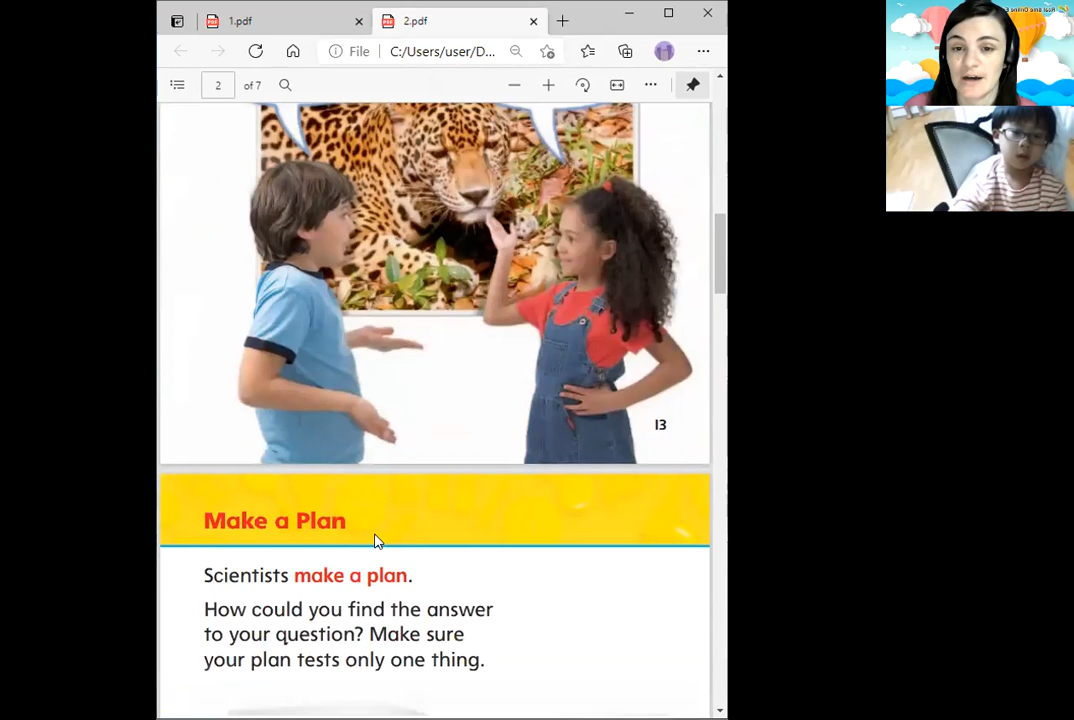 1.pdf
2.pdf
File
C:/Users/user/D...
2
of 7
13
Make a Plan
Scientists make a plan.
How could you find the answer
to your question? Make sure
your plan tests only one thing.